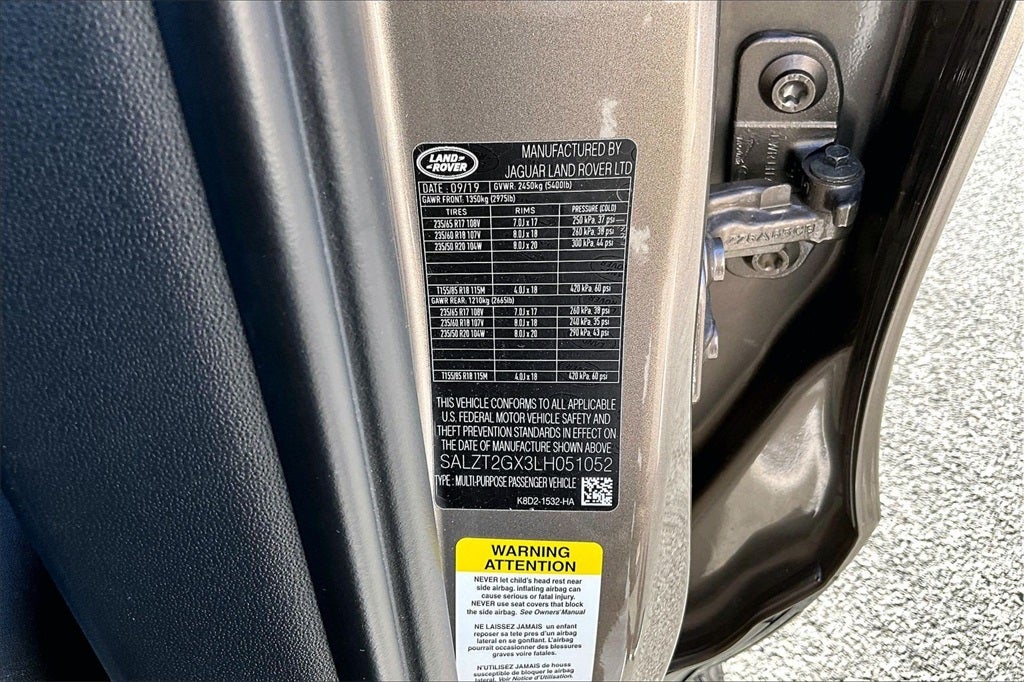 LAND
ROVER
MANUFACTURED BY
JAGUAR LAND ROVER LTD
DATE : 09/19 GVWR: 2450kg (5400lb)
GAWR FRONT: 1350kg (2975lb)
TIRES RIMS PRESSURE (COLD)
235/65 R17 108V 7.0J x 17 250 kPa, 37 psi
235/60 R18 107V 8.0J x 18 260 kPa, 38 psi
235/50 R20 104W 8.0J x 20 300 kPa, 44 psi
T155/85 R18 115M 4.0J x 18 420 kPa, 60 psi
GAWR REAR: 1210kg (2665lb)
235/65 R17 108V 7.0J x 17 260 kPa, 38 psi
235/60 R18 107V 8.0J x 18 240 kPa, 35 psi
235/50 R20 104W 8.0J x 20 290 kPa, 43 psi
T155/85 R18 115M 4.0J x 18 420 kPa, 60 psi
THIS VEHICLE CONFORMS TO ALL APPLICABLE
U.S. FEDERAL MOTOR VEHICLE SAFETY AND
THEFT PREVENTION STANDARDS IN EFFECT ON
THE DATE OF MANUFACTURE SHOWN ABOVE
SALZT2GX3LH051052
TYPE : MULTI-PURPOSE PASSENGER VEHICLE
K8D2-1532-HA
WARNING
ATTENTION
NEVER let child's head rest near
side airbag, inflating airbag can
cause serious or fatal injury.
NEVER use seat covers that block
the side airbag. See Owners'Manual
NE LAISSEZ JAMAIS un enfant
reposer sa tete pres d'un airbag
lateral en se gonflant. L'airbag
pourrait occasionner des blessures
graves voire fatales.
N'UTILISEZ JAMAIS de housse
susceptible de bloquer le airbag
lateral. Voir Notice d'Utilisation.